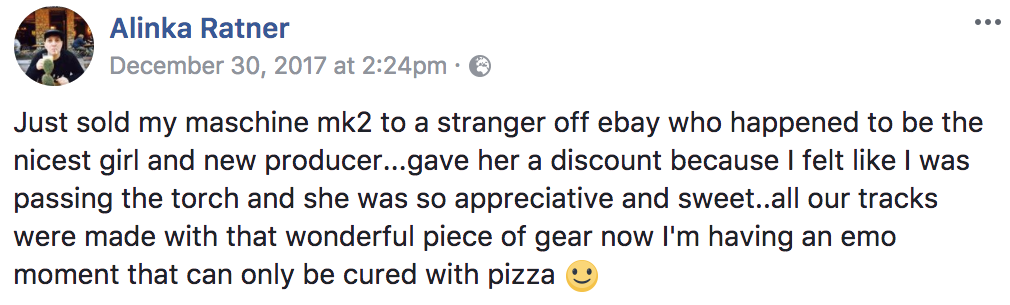 Alinka Ratner
December 30, 2017 at 2:24pm ·
Just sold my maschine mk2 to a stranger off ebay who happened to be the
nicest girl and new producer...gave her a discount because I felt like I was
passing the torch and she was so appreciative and sweet..all our tracks
were made with that wonderful piece of gear now I'm having an emo
moment that can only be cured with pizza 🙂